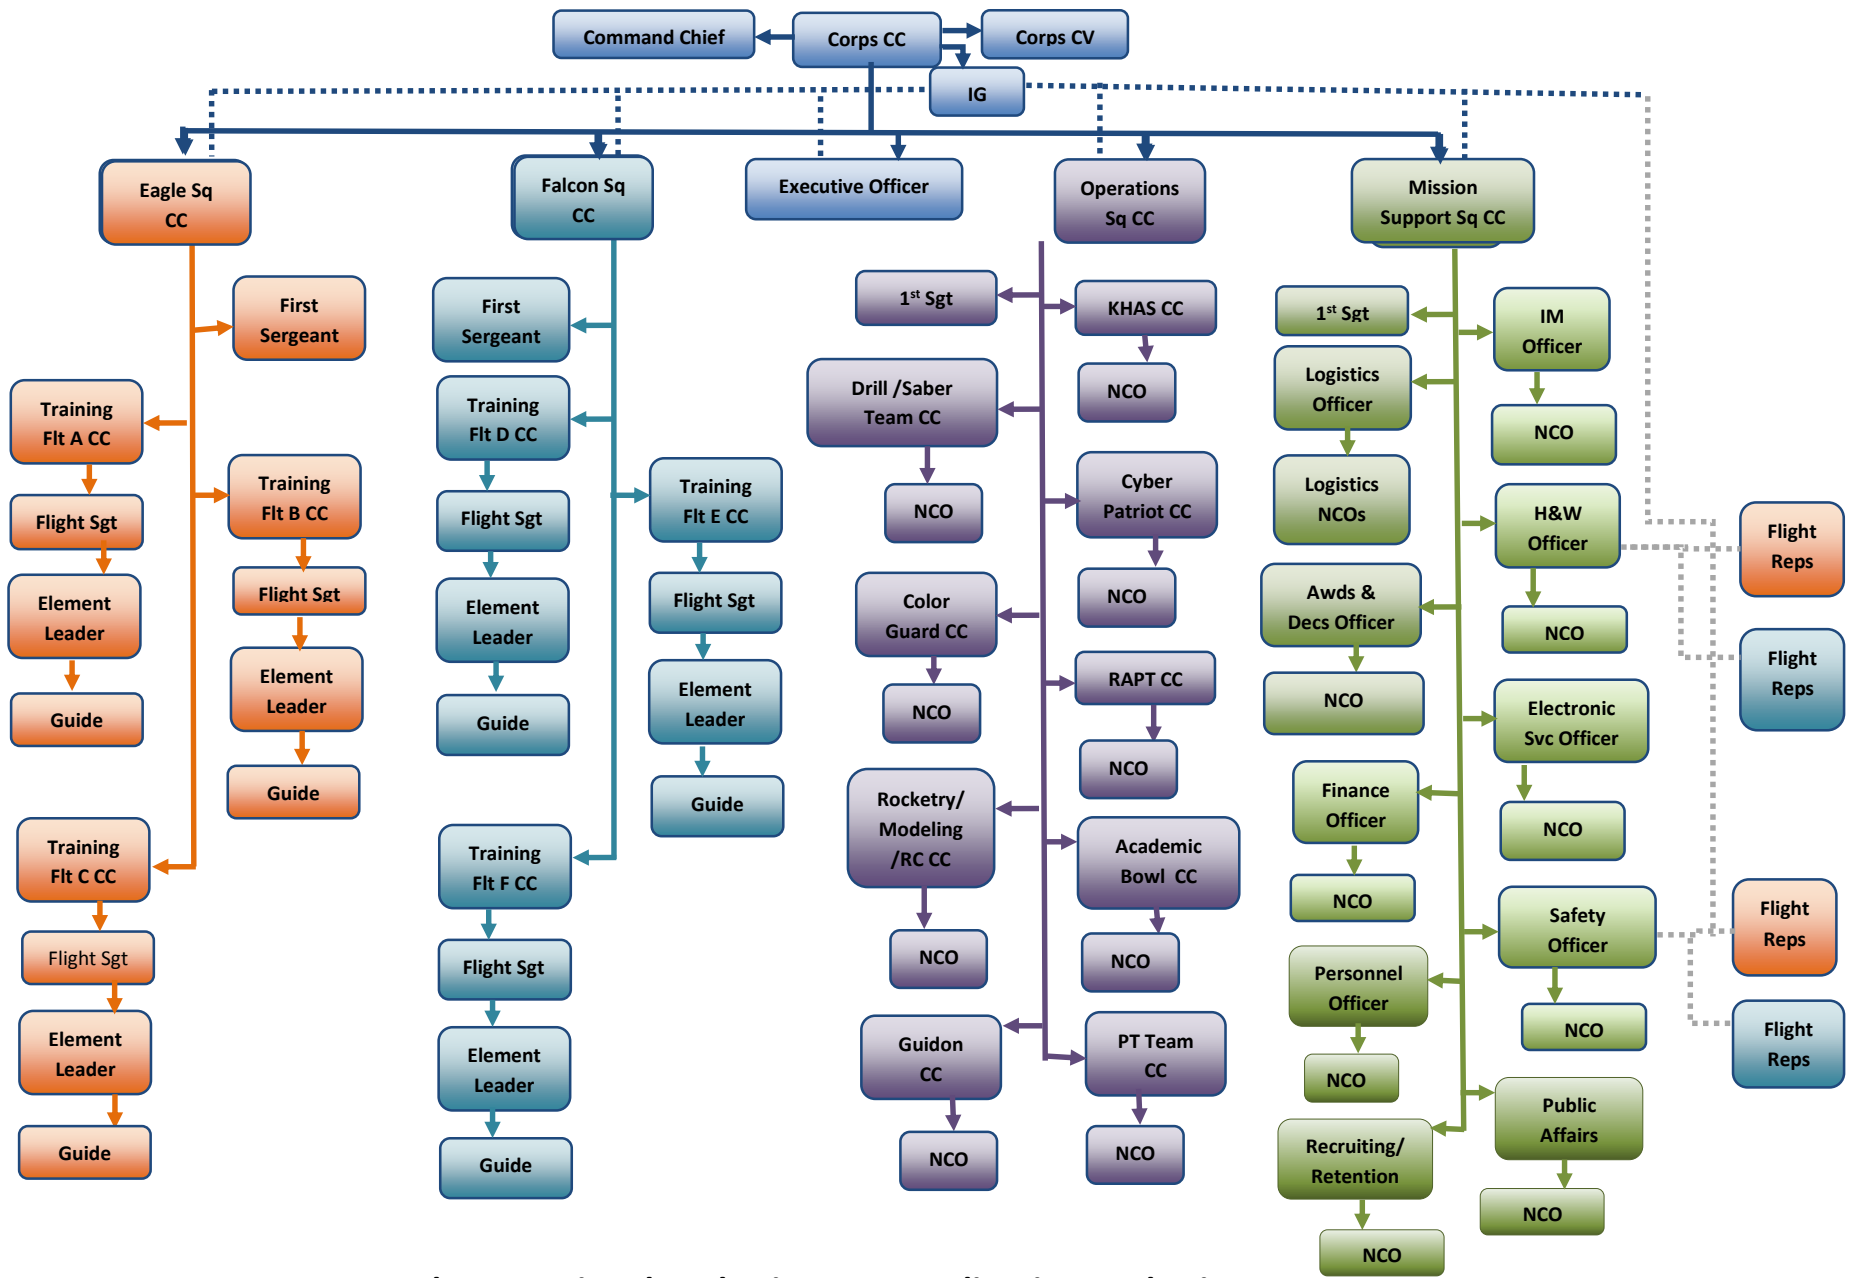 Command Chief
Corps CC
Corps CV
IG
Eagle Sq
CC
Falcon Sq
CC
Executive Officer
Operations
Sq CC
Mission
Support Sq CC
First
Sergeant
Training
Flt A CC
Flight Sgt
Element
Leader
Guide
Training
Flt B CC
Flight Sgt
Element
Leader
Guide
Training
Flt C CC
Flight Sgt
Element
Leader
Guide
First
Sergeant
Training
Flt D CC
Flight Sgt
Element
Leader
Guide
Training
Flt E CC
Flight Sgt
Element
Leader
Guide
Training
Flt F CC
Flight Sgt
Element
Leader
Guide
1st Sgt
KHAS CC
NCO
Drill /Saber
Team CC
NCO
Cyber
Patriot CC
NCO
Color
Guard CC
NCO
RAPT CC
NCO
Rocketry/
Modeling
/RC CC
NCO
Academic
Bowl CC
NCO
Guidon
CC
NCO
PT Team
CC
NCO
1st Sgt
IM
Officer
NCO
Logistics
Officer
Logistics
NCOs
H&W
Officer
NCO
Awds &
Decs Officer
NCO
Electronic
Svc Officer
NCO
Finance
Officer
NCO
Safety
Officer
NCO
Personnel
Officer
NCO
Public
Affairs
NCO
Recruiting/
Retention
NCO
Flight
Reps
Flight
Reps
Flight
Reps
Flight
Reps